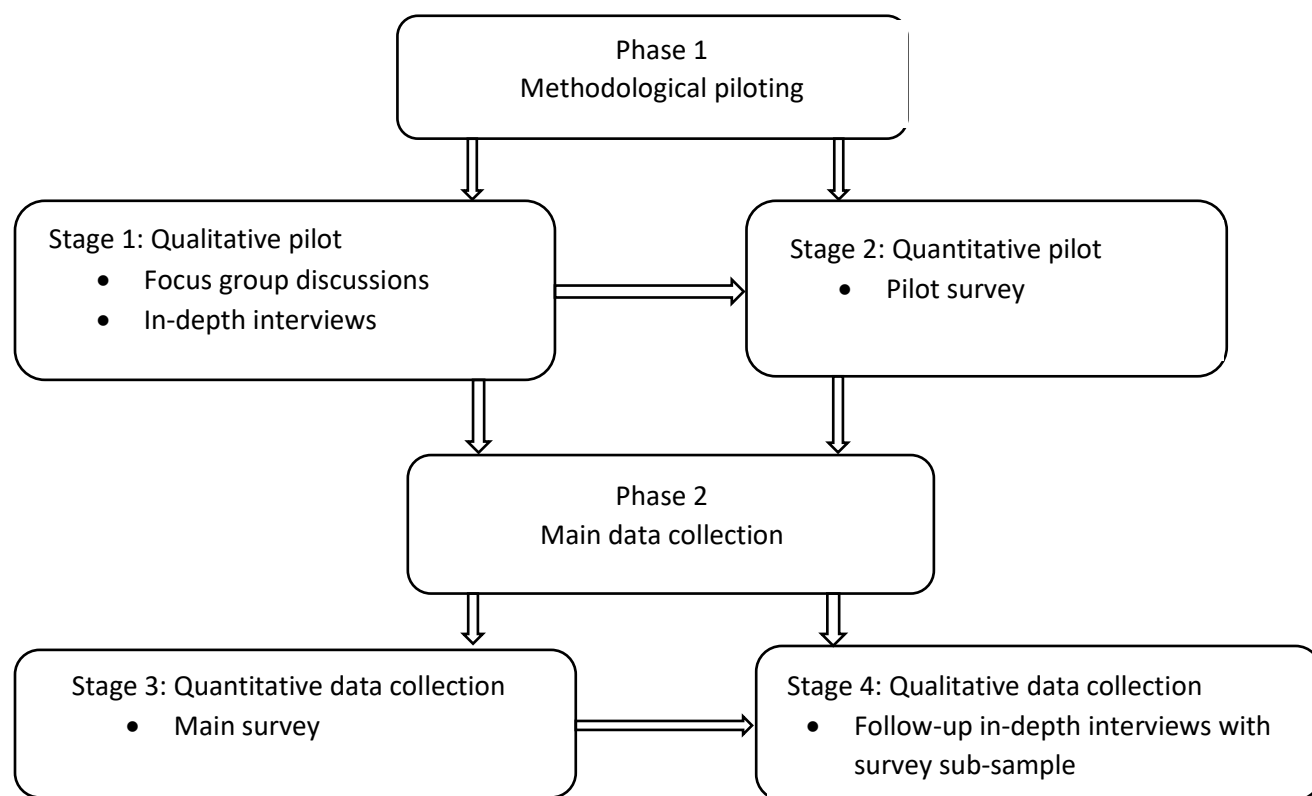 Phase 1
Methodological piloting
Stage 1: Qualitative pilot
• Focus group discussions
• In-depth interviews
Stage 2: Quantitative pilot
• Pilot survey
Phase 2
Main data collection
Stage 3: Quantitative data collection
• Main survey
Stage 4: Qualitative data collection
• Follow-up in-depth interviews with
survey sub-sample